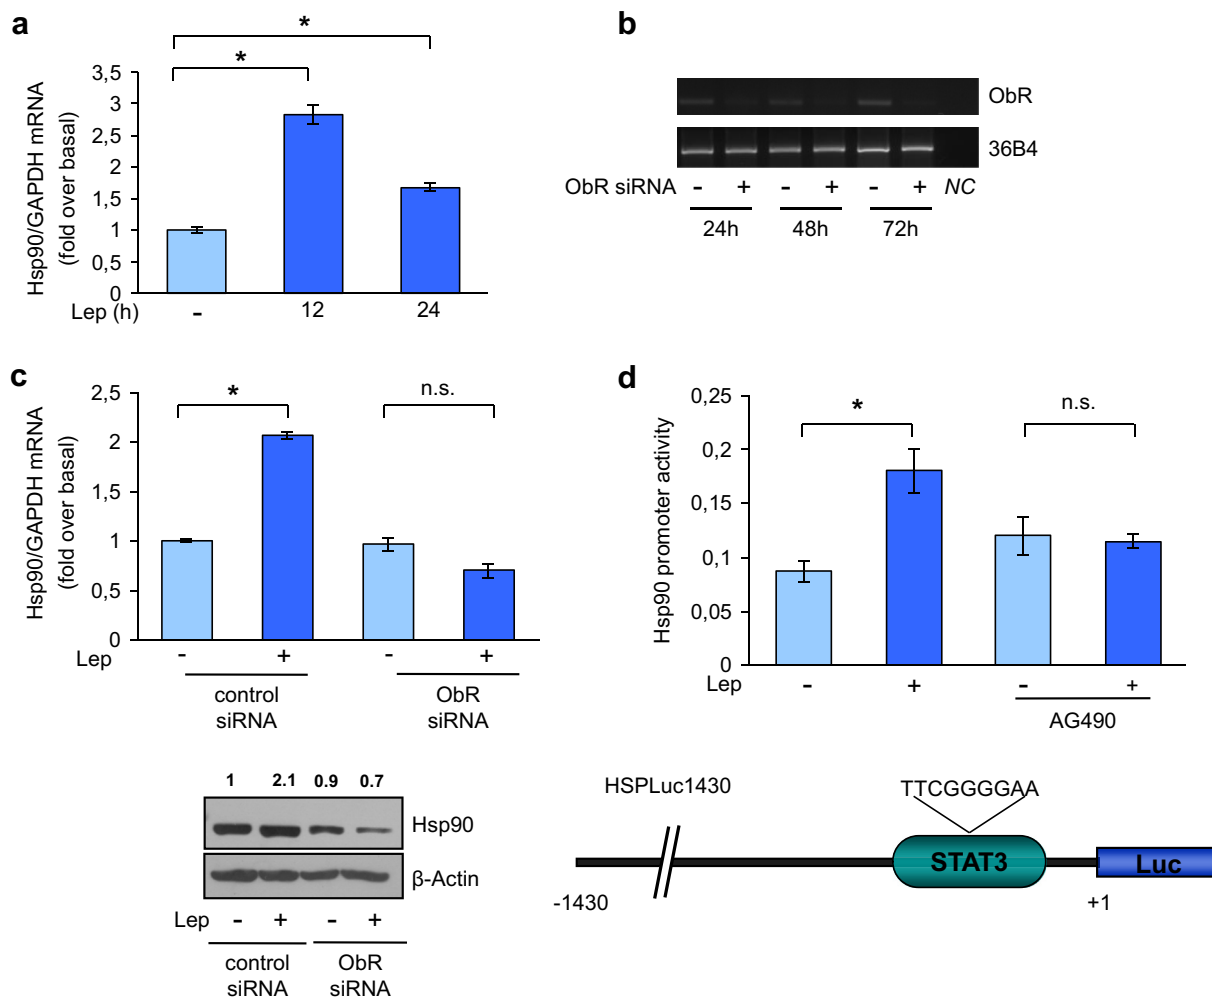 a
*
*
Hsp90/GAPDH mRNA
(fold over basal)
3,5
3
2,5
2
1,5
1
0,5
0
Lep (h)
-
12
24
b
ObR
36B4
ObR siRNA
- + - + - + NC
24h 48h 72h
c
Hsp90/GAPDH mRNA
(fold over basal)
2,5
2
1,5
1
0,5
0
*
n.s.
Lep
- + - +
control
siRNA
ObR
siRNA
1 2.1 0.9 0.7
Hsp90
β-Actin
Lep - + - +
control
siRNA
ObR
siRNA
d
Hsp90 promoter activity
0,25
0,2
0,15
0,1
0,05
0
*
n.s.
Lep
- + - +
AG490
HSPLuc1430
TTCGGGGAA
STAT3
Luc
-1430
+1